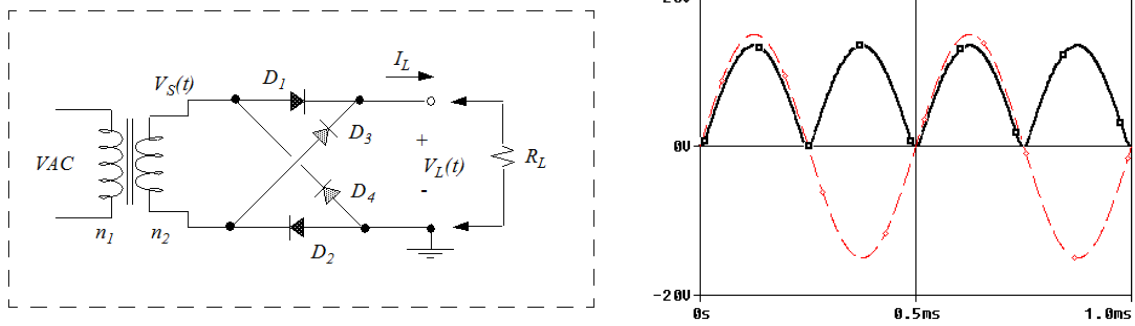 V_S(t)
D_1
I_L
D_3
VAC
+
V_L(t)
-
R_L
D_4
n_1
n_2
D_2
0V
-20V
0s
0.5ms
1.0ms